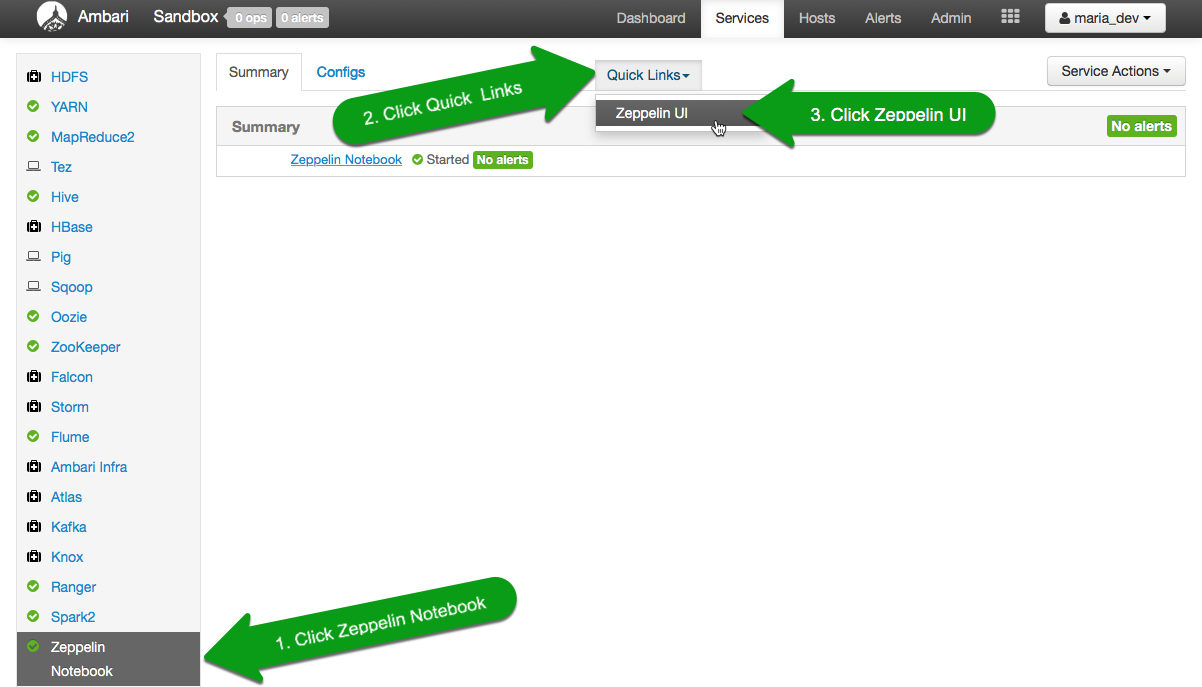 Ambari Sandbox 0 ops 0 alerts Dashboard Services Hosts Alerts Admin maria_dev
HDFS
YARN
MapReduce2
Tez
Hive
HBase
Pig
Sqoop
Oozie
ZooKeeper
Falcon
Storm
Flume
Ambari Infra
Atlas
Kafka
Knox
Ranger
Spark2
Zeppelin
Notebook
Summary Configs Quick Links Service Actions
2. Click Quick Links
Zeppelin UI
3. Click Zeppelin UI
Summary No alerts
Zeppelin Notebook Started No alerts
1. Click Zeppelin Notebook